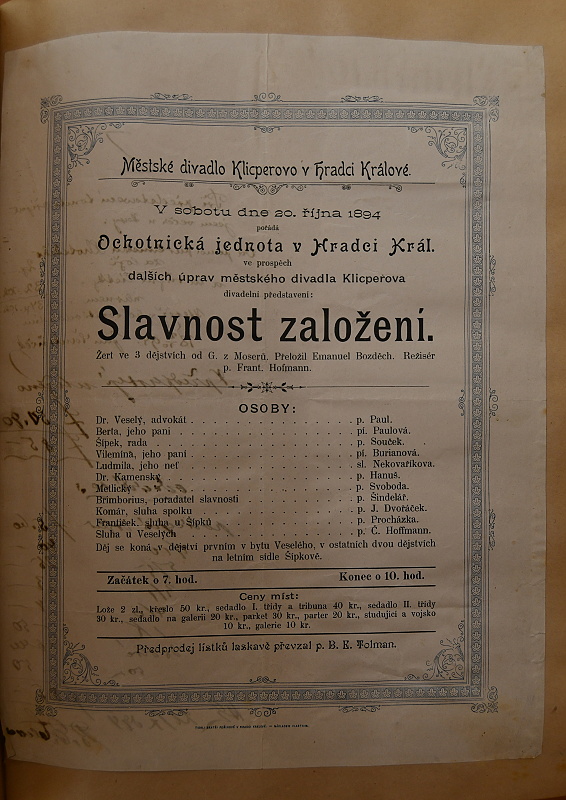 Městské divadlo Klicperovo v Hradci Králové.
V sobotu dne 20. října 1894
pořádá
Ochotnická jednota v Hradci Král.
ve prospěch
dalších úprav městského divadla Klicperova
divadelní představení:
Slavnost založení.
Žert ve 3 dějstvích od G. z Moserů. Přeložil Emanuel Bozděch. Režisér
p. Frant. Hofmann.
OSOBY:
Dr. Veselý, advokát . . . . . . . . . . . . . . . p. Paul.
Berta, jeho paní . . . . . . . . . . . . . . . pí. Paulová.
Šípek, rada . . . . . . . . . . . . . . . p. Souček.
Vilemína, jeho paní . . . . . . . . . . . . . . . pí. Burianová.
Ludmila, jeho neť . . . . . . . . . . . . . . . sl. Nekovaříkova.
Dr. Kamenský . . . . . . . . . . . . . . . p. Hanuš.
Metlický . . . . . . . . . . . . . . . p. Svoboda.
Brimborius, pořadatel slavnosti . . . . . . . . . . . . p. Šindelář.
Komár, sluha spolku . . . . . . . . . . . . . . . p. J. Dvořáček.
František, sluha u Šípků . . . . . . . . . . . . . . . p. Procházka.
Sluha u Veselých . . . . . . . . . . . . . . . p. Č. Hoffmann.
Děj se koná v dějství prvním v bytu Veselého, v ostatních dvou dějstvích
na letním sídle Šípkově.
Začátek o 7. hod. Konec o 10. hod.
Ceny míst:
Lože 2 zl., křeslo 50 kr., sedadlo I. třídy a tribuna 40 kr., sedadlo II. třídy
30 kr., sedadlo na galerii 20 kr., parket 30 kr., parter 20 kr., studující a vojsko
10 kr., galerie 10 kr.
Předprodej lístků laskavě převzal p. B. E. Tolman.